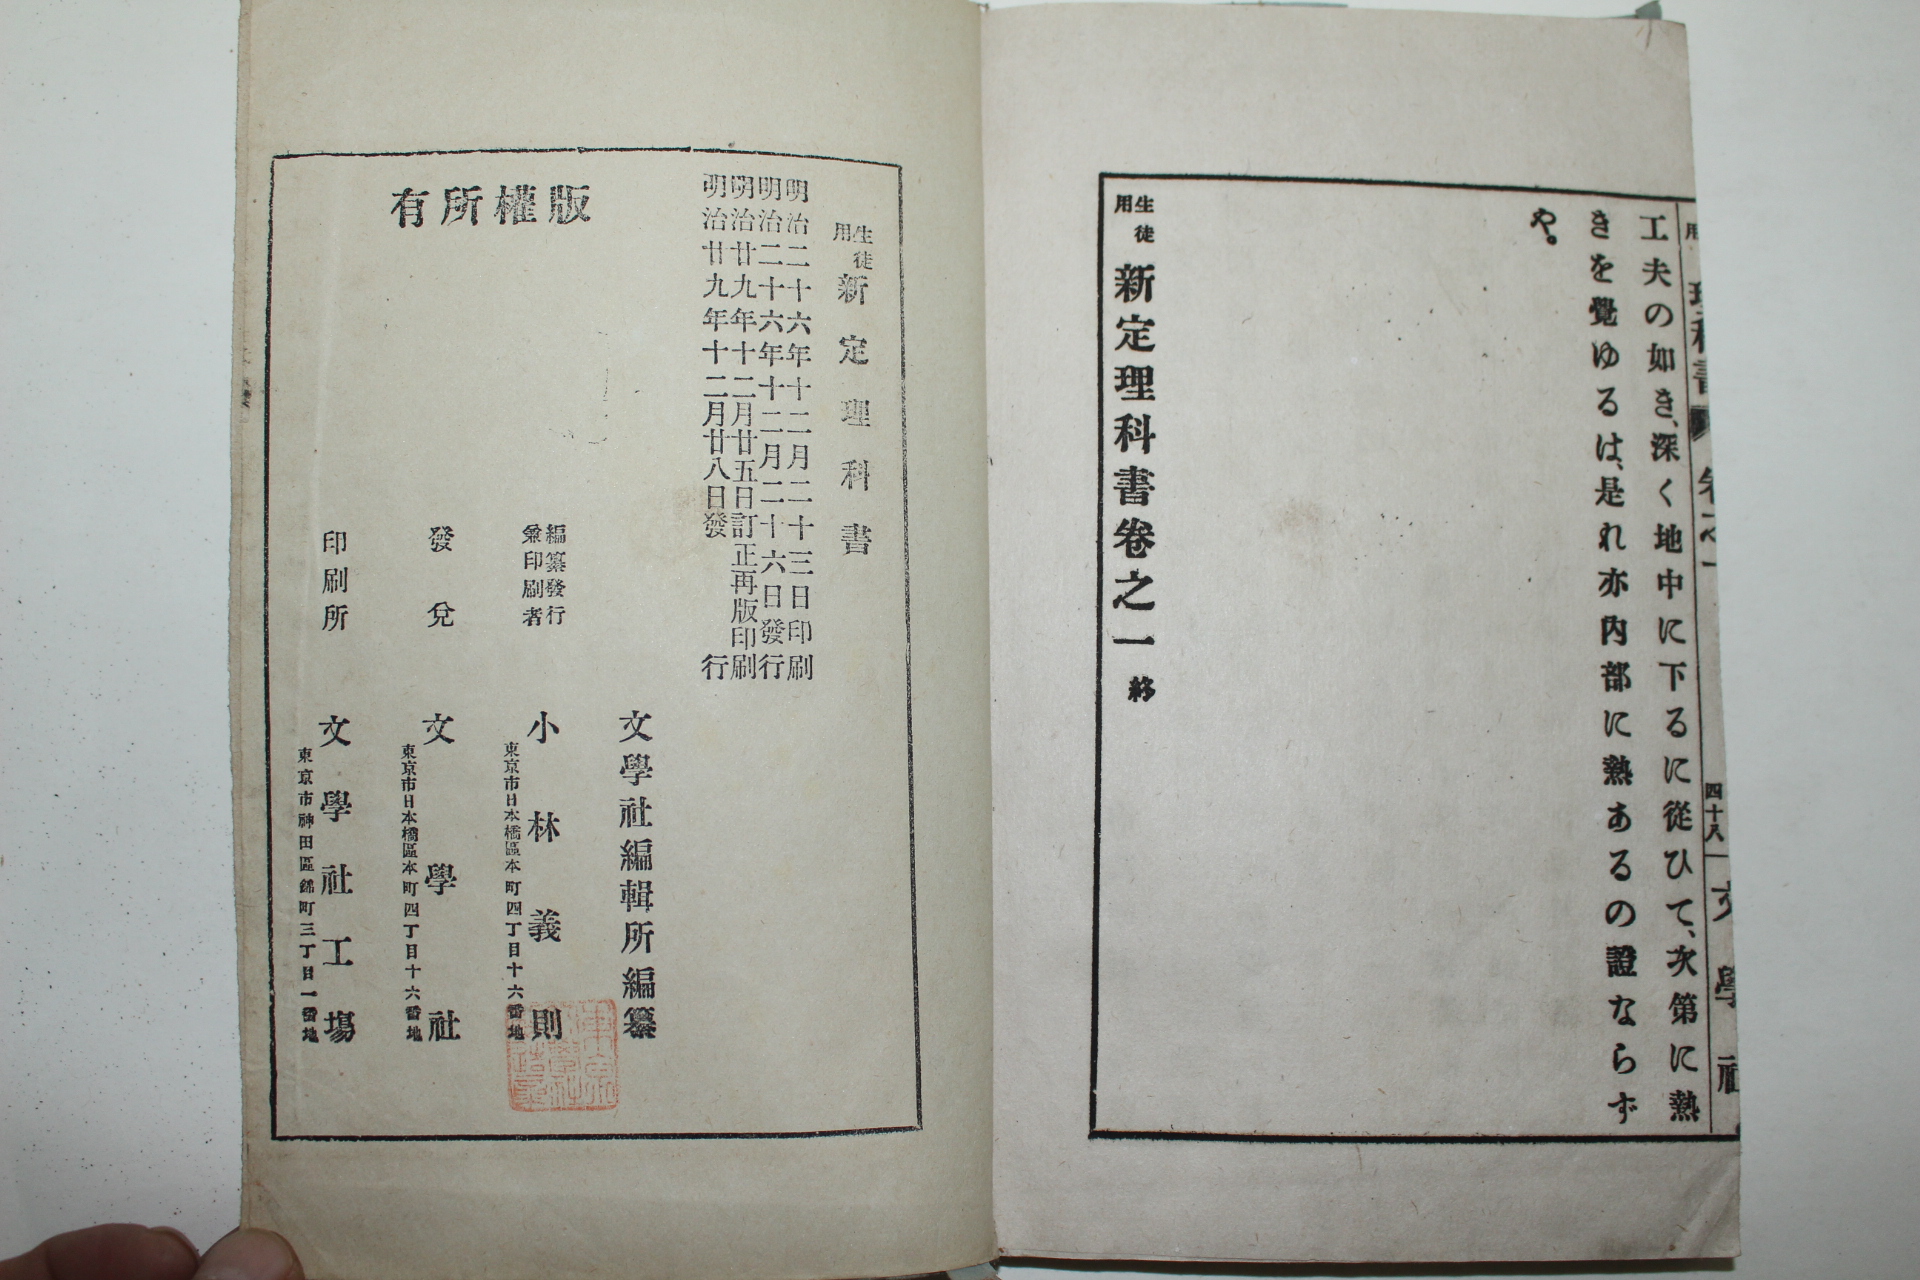 工夫の如き、深く地中に下るに從ひて、次第に熱
きを覺ゆるは、是れ亦内部に熱あるの證ならず
や。
生徒用 新定理科書卷之一 終
四十八
文學社
生徒用 新定理科書
明治二十六年十二月二十三日印刷
明治二十六年十二月二十六日發行
明治廿九年十二月廿五日訂正再版印刷
明治廿九年十二月廿八日發行
版權所有
文學社編輯所編纂
編纂發行兼印刷者 小林義則
東京市日本橋區本町四丁目十六番地
發兌 文學社
東京市日本橋區本町四丁目十六番地
印刷所 文學社工場
東京市神田區錦町三丁目一番地